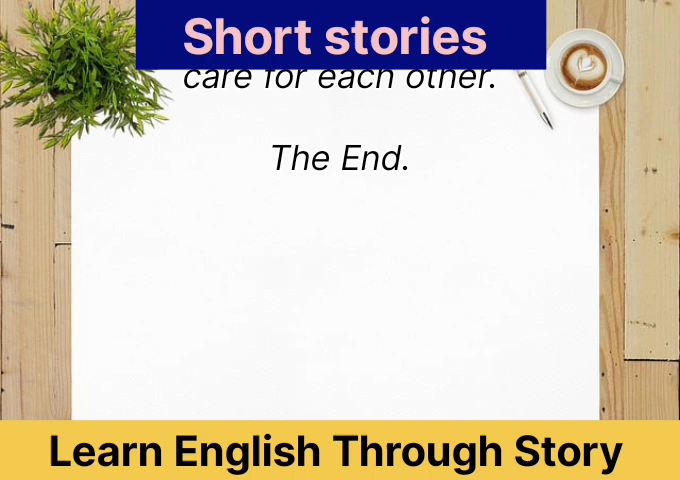 Short stories
care for each other.
The End.
Learn English Through Story